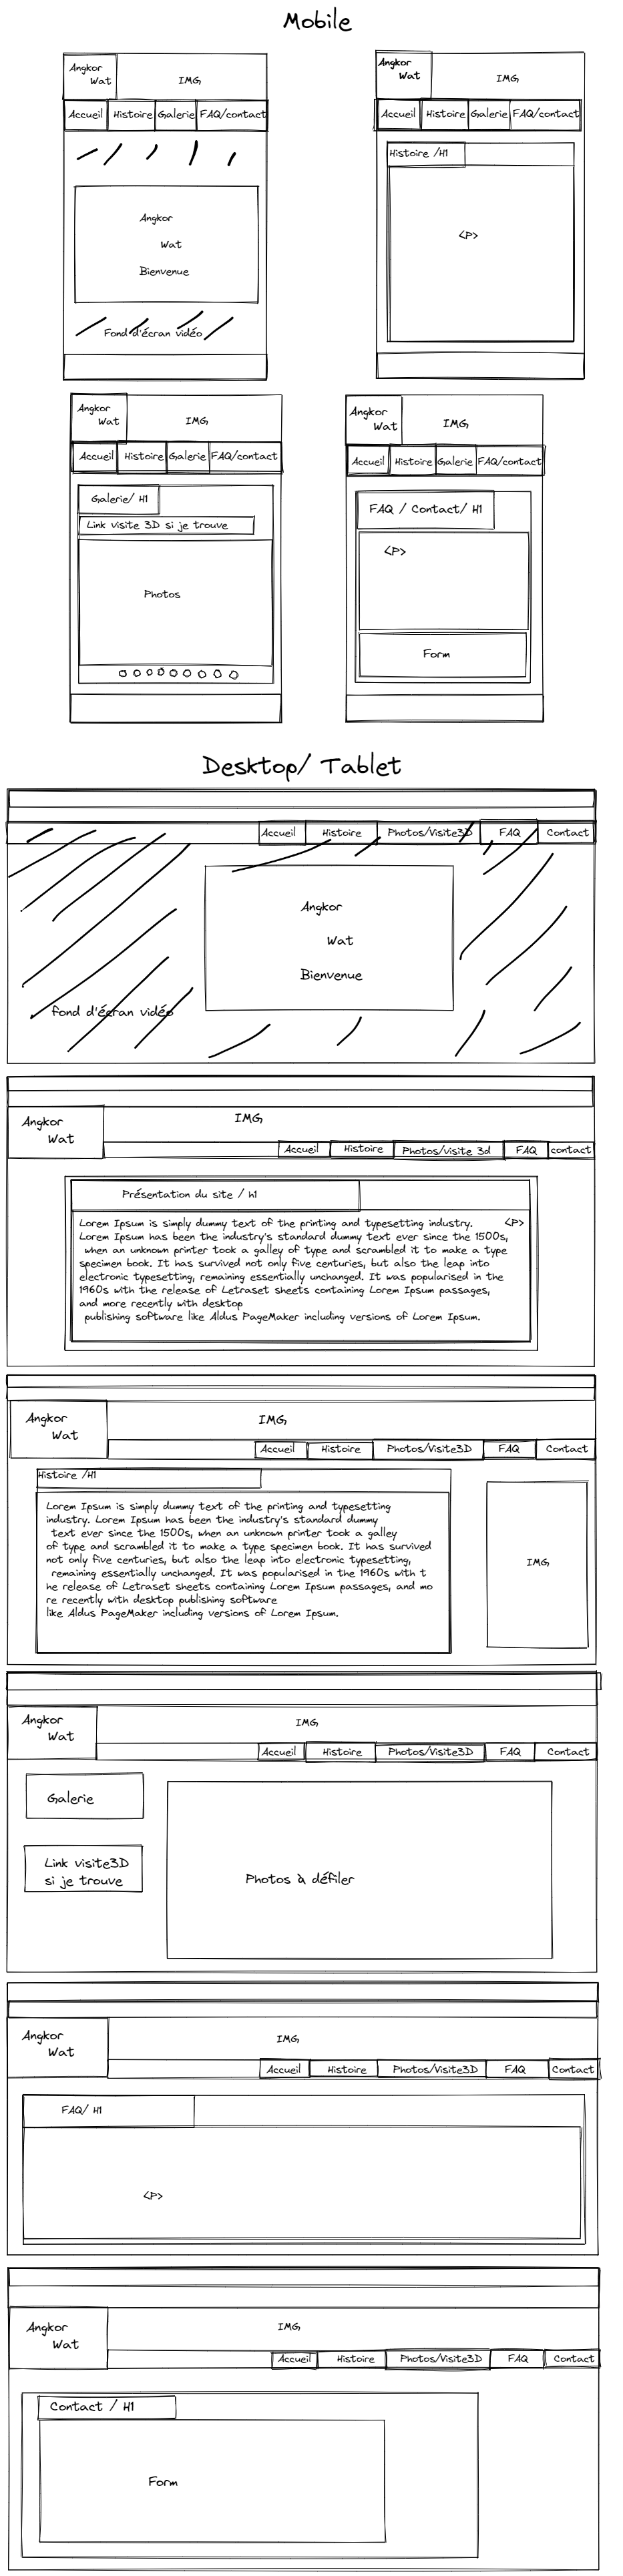 Mobile
Angkor
Wat
IMG
Accueil
Histoire
Galerie
FAQ/contact
Angkor
Wat
Bienvenue
Fond d'écran vidéo
Angkor
Wat
IMG
Accueil
Histoire
Galerie
FAQ/contact
Histoire /H1
<P>
Angkor
Wat
IMG
Accueil
Histoire
Galerie
FAQ/contact
Galerie/ H1
Link visite 3D si je trouve
Photos
Angkor
Wat
IMG
Accueil
Histoire
Galerie
FAQ/contact
FAQ / Contact/ H1
<P>
Form
Desktop/ Tablet
Accueil
Histoire
Photos/Visite3D
FAQ
Contact
Angkor
Wat
Bienvenue
fond d'écran vidéo
Angkor
Wat
IMG
Accueil
Histoire
Photos/visite 3d
FAQ
contact
Présentation du site / h1
Lorem Ipsum is simply dummy text of the printing and typesetting industry.
<P>
Lorem Ipsum has been the industry's standard dummy text ever since the 1500s,
when an unknown printer took a galley of type and scrambled it to make a type
specimen book. It has survived not only five centuries, but also the leap into
electronic typesetting, remaining essentially unchanged. It was popularised in the
1960s with the release of Letraset sheets containing Lorem Ipsum passages,
and more recently with desktop
publishing software like Aldus PageMaker including versions of Lorem Ipsum.
Angkor
Wat
IMG
Accueil
Histoire
Photos/Visite3D
FAQ
Contact
Histoire /H1
Lorem Ipsum is simply dummy text of the printing and typesetting
industry. Lorem Ipsum has been the industry's standard dummy
text ever since the 1500s, when an unknown printer took a galley
of type and scrambled it to make a type specimen book. It has survived
not only five centuries, but also the leap into electronic typesetting,
remaining essentially unchanged. It was popularised in the 1960s with t
he release of Letraset sheets containing Lorem Ipsum passages, and mo
re recently with desktop publishing software
like Aldus PageMaker including versions of Lorem Ipsum.
IMG
Angkor
Wat
IMG
Accueil
Histoire
Photos/Visite3D
FAQ
Contact
Galerie
Link visite3D
si je trouve
Photos à défiler
Angkor
Wat
IMG
Accueil
Histoire
Photos/Visite3D
FAQ
Contact
FAQ/ H1
<P>
Angkor
Wat
IMG
Accueil
Histoire
Photos/Visite3D
FAQ
Contact
Contact / H1
Form